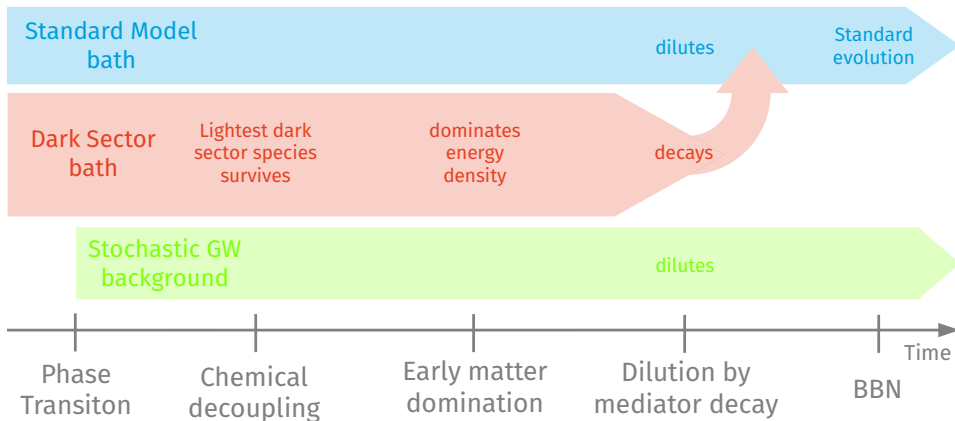 Standard Model
bath
dilutes
Standard
evolution
Dark Sector
bath
Lightest dark
sector species
survives
dominates
energy
density
decays
Stochastic GW
background
dilutes
Time
Phase
Transiton
Chemical
decoupling
Early matter
domination
Dilution by
mediator decay
BBN